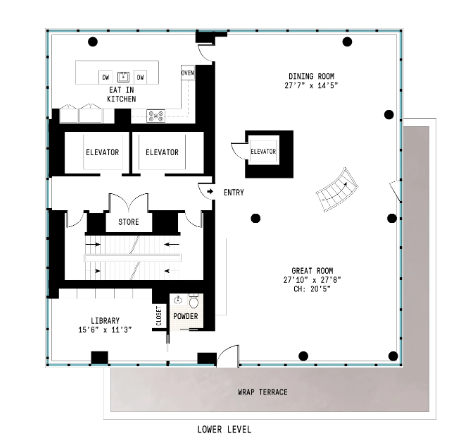 DINING ROOM
27'7" x 14'5"
OVEN
DW
DW
EAT IN
KITCHEN
ELEVATOR
ELEVATOR
ELEVATOR
ENTRY
STORE
GREAT ROOM
27'10" x 27'8"
CH: 20'5"
LIBRARY
15'6" x 11'3"
CLOSET
POWDER
WRAP TERRACE
LOWER LEVEL